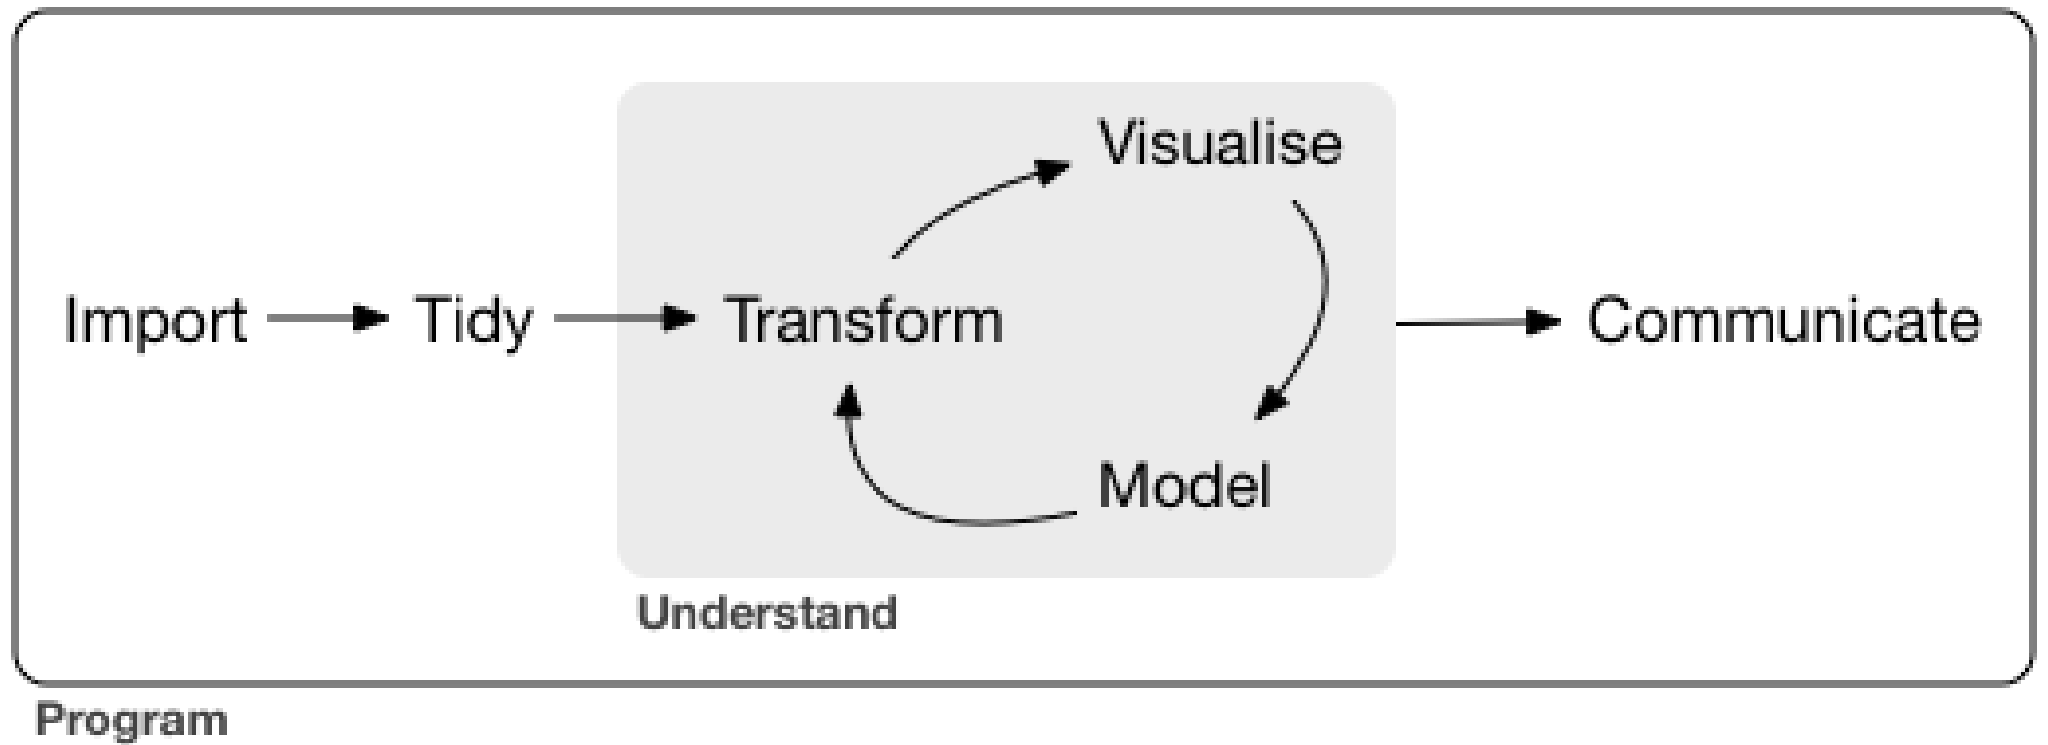 Visualise
Import
Tidy
Transform
Communicate
Model
Understand
Program